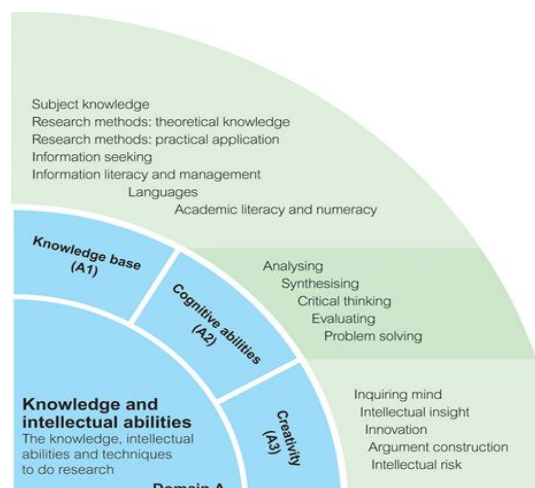 Subject knowledge
Research methods: theoretical knowledge
Research methods: practical application
Information seeking
Information literacy and management
Languages
Academic literacy and numeracy
Knowledge base
(A1)
Analysing
Synthesising
Critical thinking
Evaluating
Problem solving
Cognitive abilities
(A2)
Inquiring mind
Intellectual insight
Innovation
Argument construction
Intellectual risk
Creativity
(A3)
Knowledge and
intellectual abilities
The knowledge, intellectual
abilities and techniques
to do research
Domain A